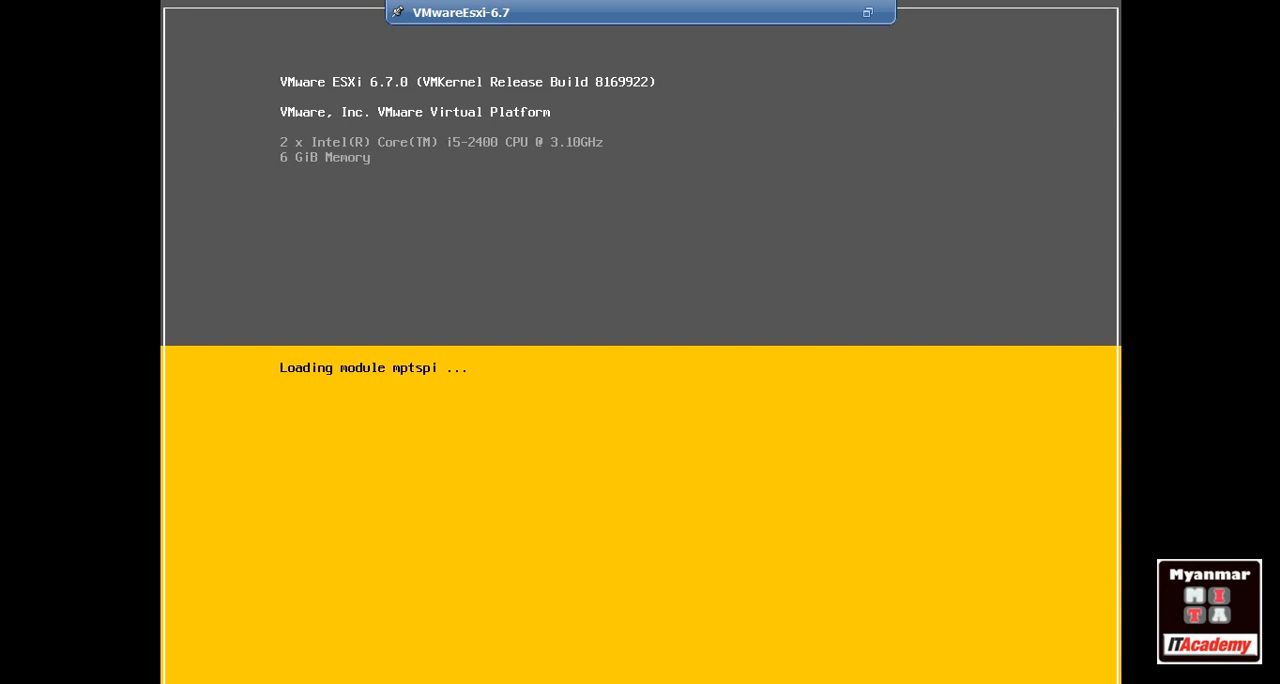 VMwareEsxi-6.7
VMware ESXi 6.7.0 (VMKernel Release Build 8169922)
VMware, Inc. VMware Virtual Platform
2 x Intel(R) Core(TM) i5-2400 CPU @ 3.10GHz
6 GiB Memory
Loading module mptspi ...
Myanmar
M I
T A
ITAcademy